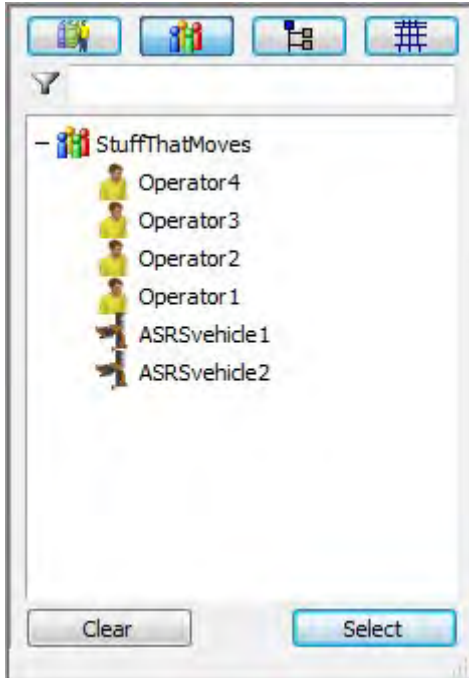 StuffThatMoves
Operator4
Operator3
Operator2
Operator1
ASRSvehicle1
ASRSvehicle2
Clear Select